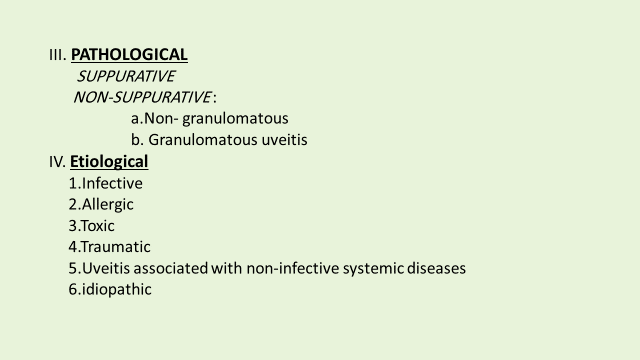 III. PATHOLOGICAL
SUPPURATIVE
NON-SUPPURATIVE:
a.Non- granulomatous
b. Granulomatous uveitis
IV. Etiological
1.Infective
2.Allergic
3.Toxic
4.Traumatic
5.Uveitis associated with non-infective systemic diseases
6.idiopathic